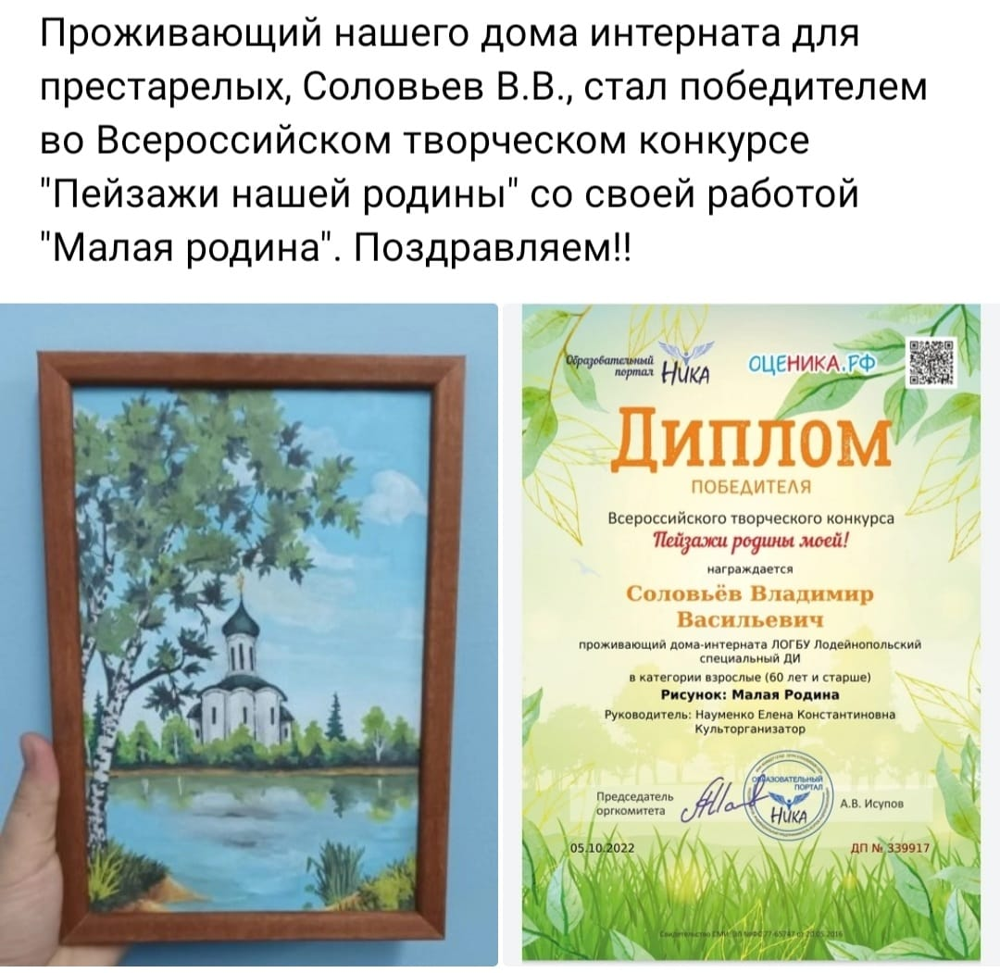 Проживающий нашего дома интерната для
престарелых, Соловьев В.В., стал победителем
во Всероссийском творческом конкурсе
"Пейзажи нашей родины" со своей работой
"Малая родина". Поздравляем!!
Образовательный
портал НИКА
ОЦЕНИКА.РФ
Диплом
ПОБЕДИТЕЛЯ
Всероссийского творческого конкурса
Пейзажи родины моей!
награждается
Соловьёв Владимир
Васильевич
проживающий дома-интерната ЛОГБУ Лодейнопольский
специальный ДИ
в категории взрослые (60 лет и старше)
Рисунок: Малая Родина
Руководитель: Науменко Елена Константиновна
Культорганизатор
Председатель
оргкомитета
ОБРАЗОВАТЕЛЬНЫЙ
ПОРТАЛ
НИКА
А.В. Исупов
05.10.2022
ДП № 339917